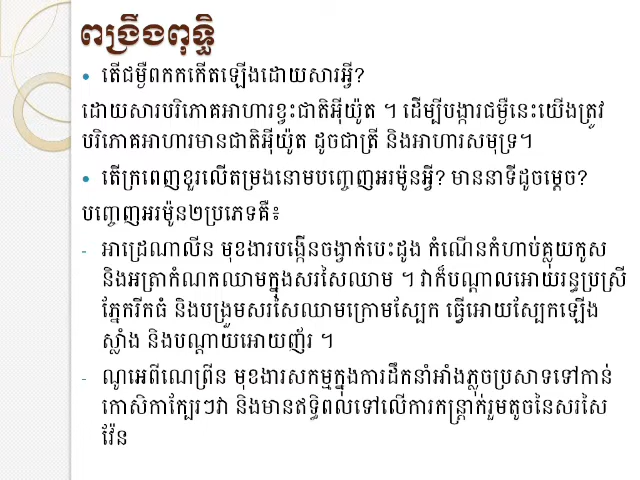 ពង្រឹងពុទ្ធិ
• តើជម្ងឺពកកកើតឡើងដោយសារអ្វី?
ដោយសារបរិភោគអាហារខ្វះជាតិអ៊ីយ៉ូត ។ ដើម្បីបង្ការជម្ងឺនេះយើងត្រូវ
បរិភោគអាហារមានជាតិអ៊ីយ៉ូត ដូចជាត្រី និងអាហារសមុទ្រ។
• តើក្រពេញខួរលើតម្រងនោមបញ្ចេញអរម៉ូនអ្វី? មាននាទីដូចម្ដេច?
បញ្ចេញអរម៉ូន២ប្រភេទគឺ៖
- អាដ្រេណាលីន មុខងារបង្កើនចង្វាក់បេះដូង កំណើនកំហាប់គ្លុយកូស
និងអត្រាកំណកឈាមក្នុងសរសៃឈាម ។ វាក៏បណ្ដាលអោយរន្ធប្រស្រី
ភ្នែករីកធំ និងបង្រួមសរសៃឈាមក្រោមស្បែក ធ្វើអោយស្បែកឡើង
ស្លាំង និងបណ្ដាយអោយញ័រ ។
- ណូអេពីណេព្រីន មុខងារសកម្មក្នុងការដឹកនាំអាំងភ្លុចប្រសាទទៅកាន់
កោសិកាក្បែរៗវា និងមានឥទ្ធិពលទៅលើការកន្ត្រាក់រួមតូចនៃសរសៃ
វ៉ែន